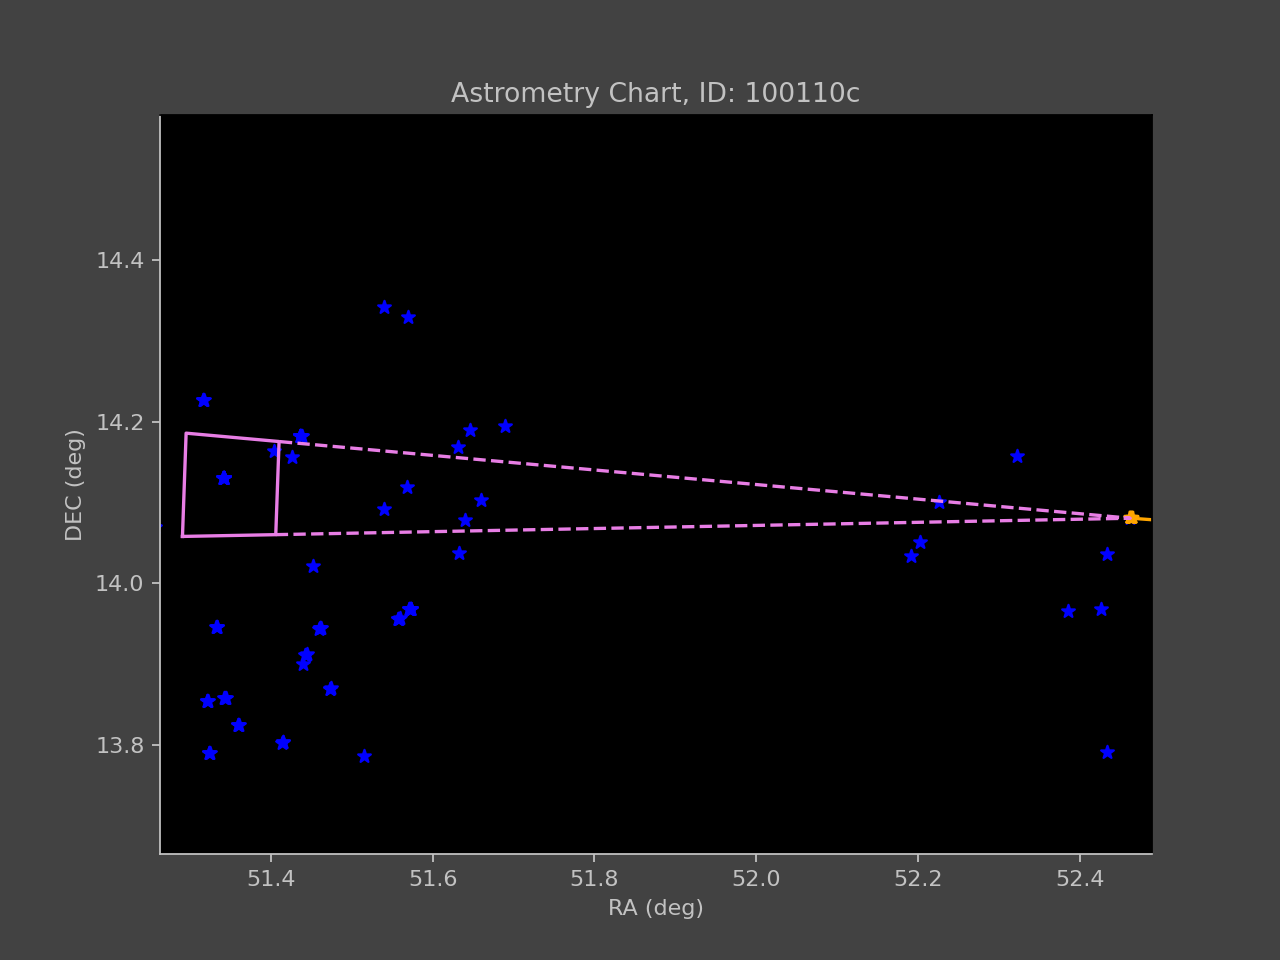 Astrometry Chart, ID: 100110c
14.4
14.2
14.0
13.8
DEC (deg)
51.4 51.6 51.8 52.0 52.2 52.4
RA (deg)